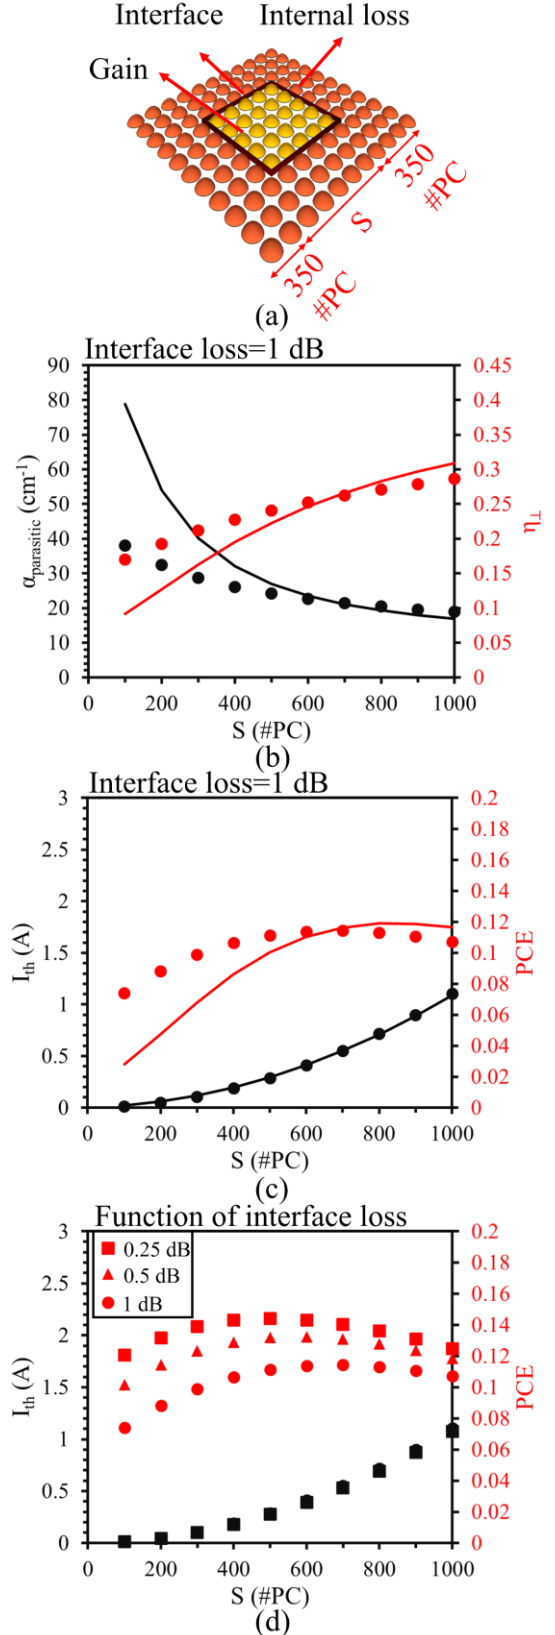 Interface
Internal loss
Gain
350
#PC
S
350
#PC
(a)
Interface loss=1 dB
90
80
70
60
50
40
30
20
10
0
αparasitic (cm-1)
0.45
0.4
0.35
0.3
0.25
0.2
0.15
0.1
0.05
0
η⊥
0 200 400 600 800 1000
S (#PC)
(b)
Interface loss=1 dB
3
2.5
2
1.5
1
0.5
0
Ith (A)
0.2
0.18
0.16
0.14
0.12
0.1
0.08
0.06
0.04
0.02
0
PCE
0 200 400 600 800 1000
S (#PC)
(c)
Function of interface loss
0.25 dB
0.5 dB
1 dB
3
2.5
2
1.5
1
0.5
0
Ith (A)
0.2
0.18
0.16
0.14
0.12
0.1
0.08
0.06
0.04
0.02
0
PCE
0 200 400 600 800 1000
S (#PC)
(d)